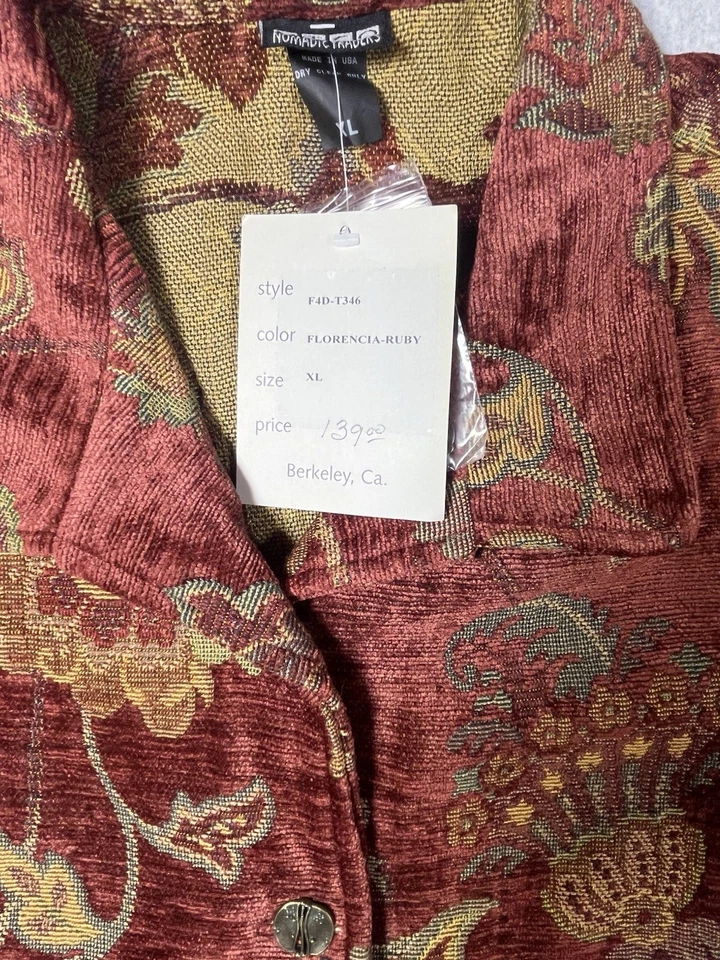 NOMADIC TRADERS
MADE IN USA
DRY CLEAN ONLY
XL
style F4D-T346
color FLORENCIA-RUBY
size XL
price 139.00
Berkeley, Ca.